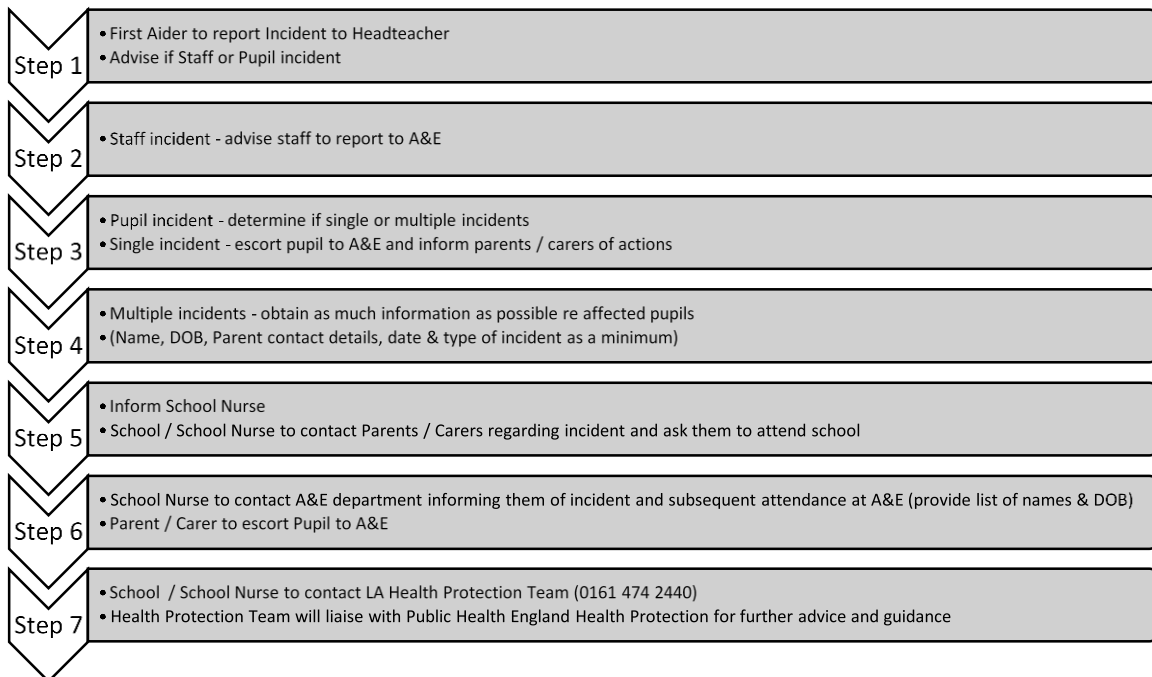 Step 1
• First Aider to report Incident to Headteacher
• Advise if Staff or Pupil incident
Step 2
• Staff incident - advise staff to report to A&E
Step 3
• Pupil incident - determine if single or multiple incidents
• Single incident - escort pupil to A&E and inform parents / carers of actions
Step 4
• Multiple incidents - obtain as much information as possible re affected pupils
• (Name, DOB, Parent contact details, date & type of incident as a minimum)
Step 5
• Inform School Nurse
• School / School Nurse to contact Parents / Carers regarding incident and ask them to attend school
Step 6
• School Nurse to contact A&E department informing them of incident and subsequent attendance at A&E (provide list of names & DOB)
• Parent / Carer to escort Pupil to A&E
Step 7
• School / School Nurse to contact LA Health Protection Team (0161 474 2440)
• Health Protection Team will liaise with Public Health England Health Protection for further advice and guidance